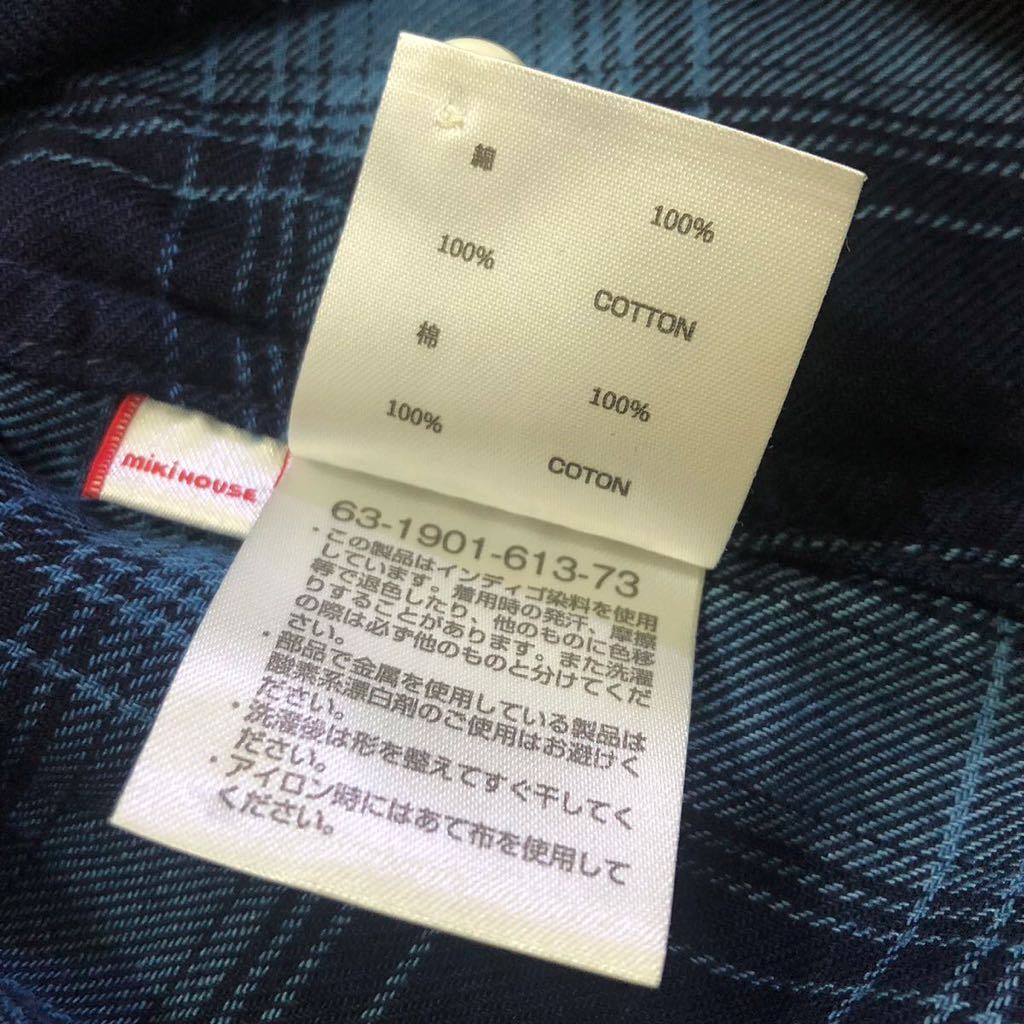 綿
100%
棉
100%
100%
COTTON
100%
COTON
miKiHOUSE
63-1901-613-73
・この製品はインディゴ染料を使用
しています。着用時の発汗、摩擦
等で退色したり、他のものに色移
りすることがあります。また洗濯
の際は必ず他のものと分けてくだ
さい。
・部品で金属を使用している製品は
酸素系漂白剤のご使用はお避けく
ださい。
・洗濯後は形を整えてすぐ干してく
ださい。
・アイロン時にはあて布を使用して
ください。